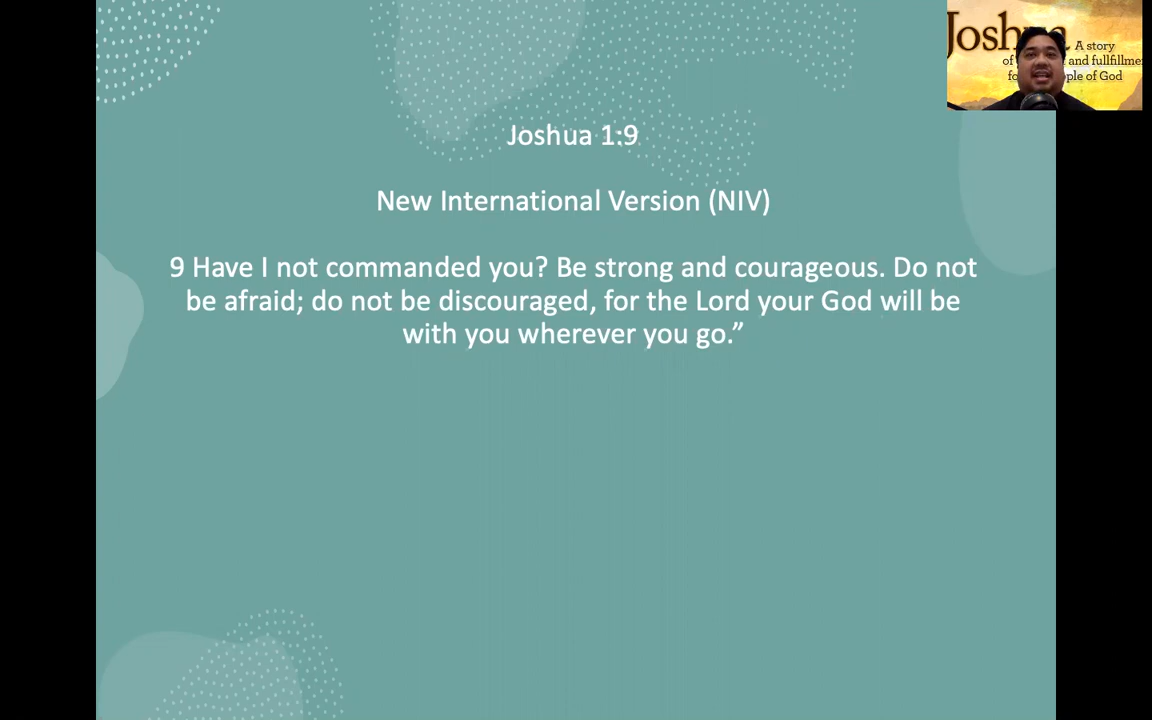 Joshua 1:9
New International Version (NIV)
9 Have I not commanded you? Be strong and courageous. Do not
be afraid; do not be discouraged, for the Lord your God will be
with you wherever you go.”
A story
of
and fullfillme
of God